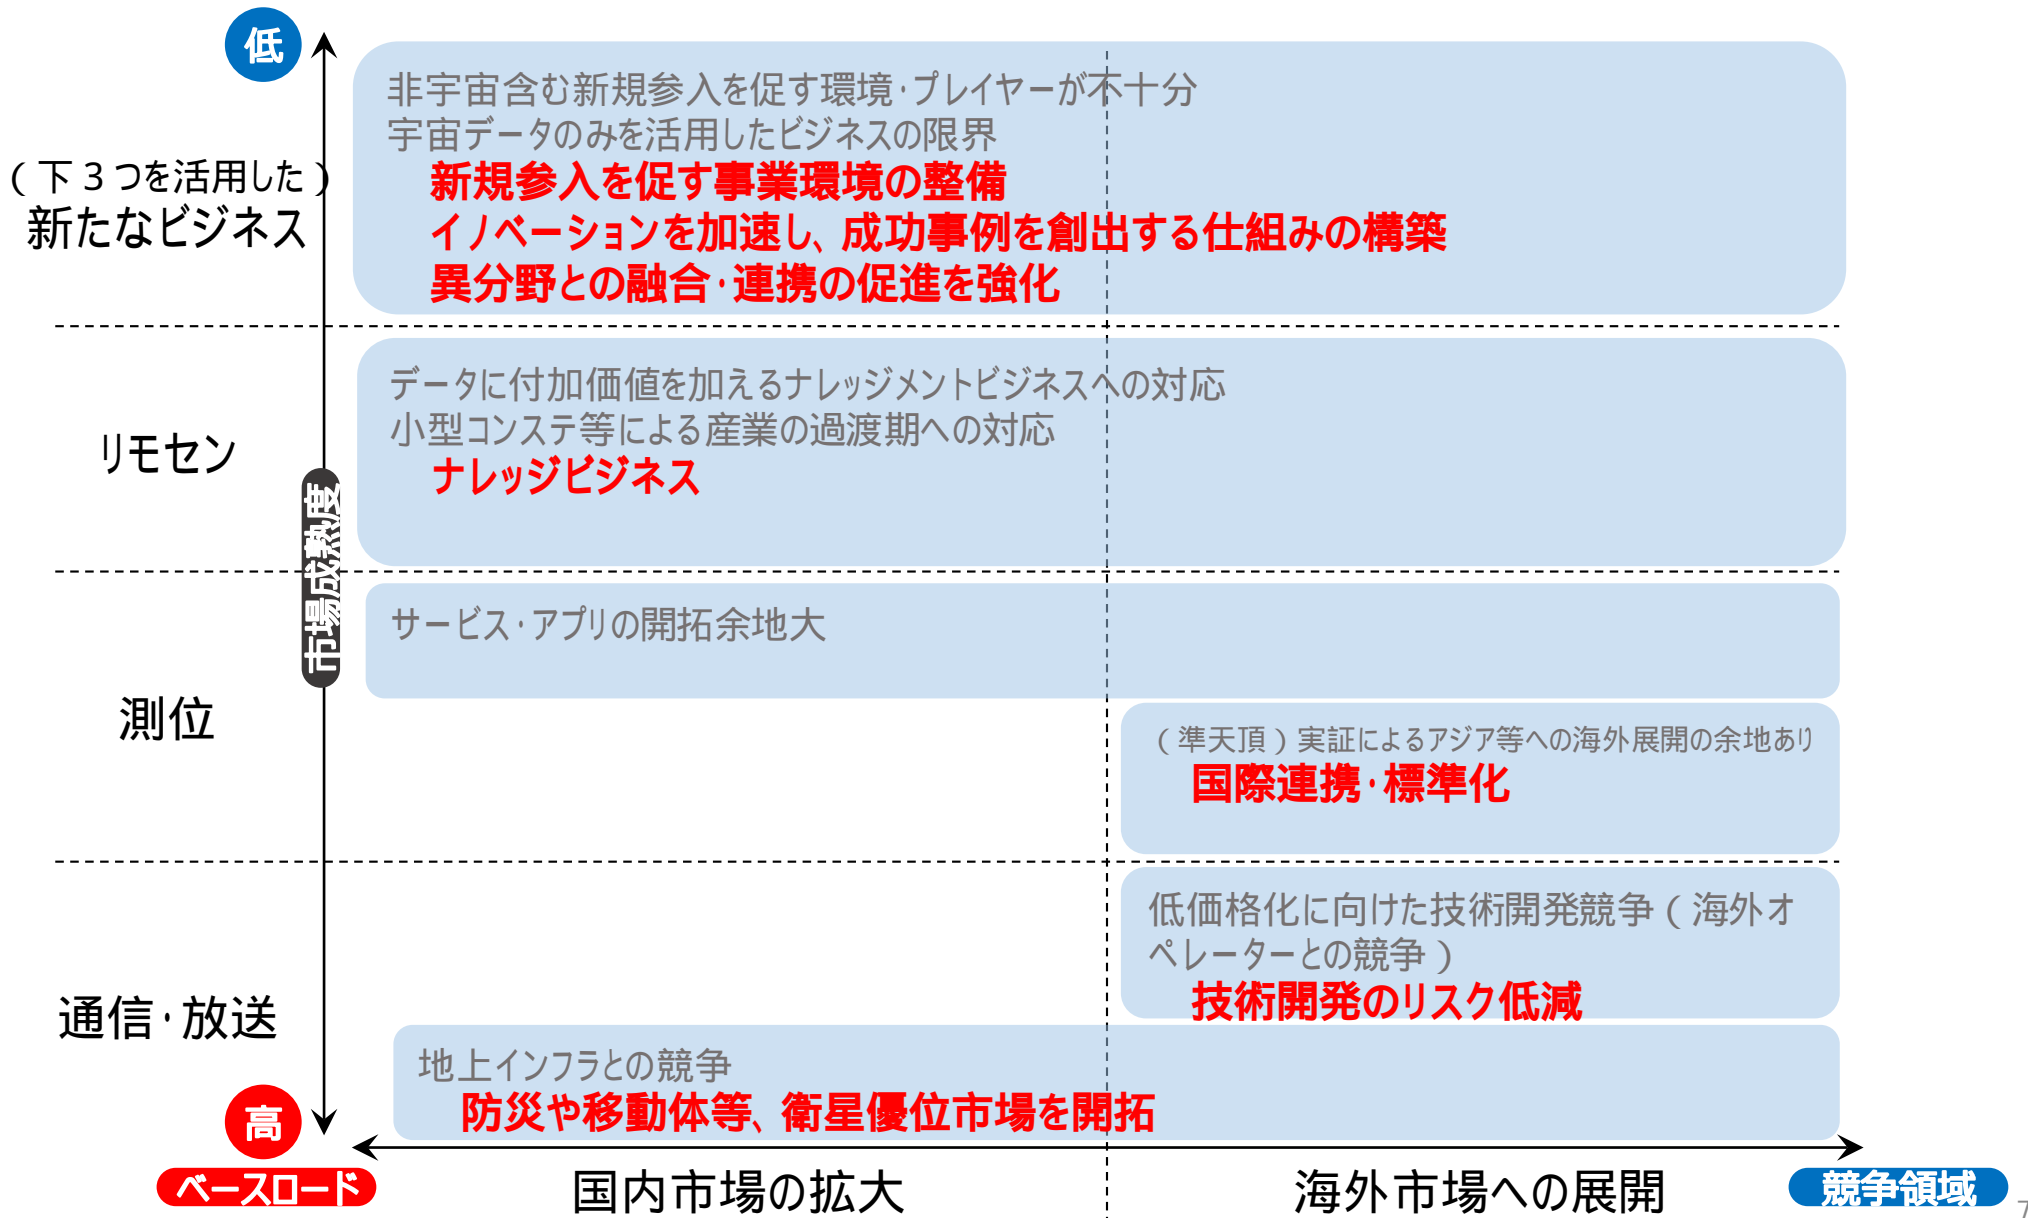 低
非宇宙含む新規参入を促す環境・プレイヤーが不十分
宇宙データのみを活用したビジネスの限界
新規参入を促す事業環境の整備
イノベーションを加速し、成功事例を創出する仕組みの構築
異分野との融合・連携の促進を強化
（下３つを活用した）
新たなビジネス
データに付加価値を加えるナレッジメントビジネスへの対応
小型コンステ等による産業の過渡期への対応
ナレッジビジネス
リモセン
市場成熟度
サービス・アプリの開拓余地大
測位
（準天頂）実証によるアジア等への海外展開の余地あり
国際連携・標準化
低価格化に向けた技術開発競争（海外オ
ペレーターとの競争）
技術開発のリスク低減
通信・放送
地上インフラとの競争
防災や移動体等、衛星優位市場を開拓
高
ベースロード
国内市場の拡大
海外市場への展開
競争領域
7